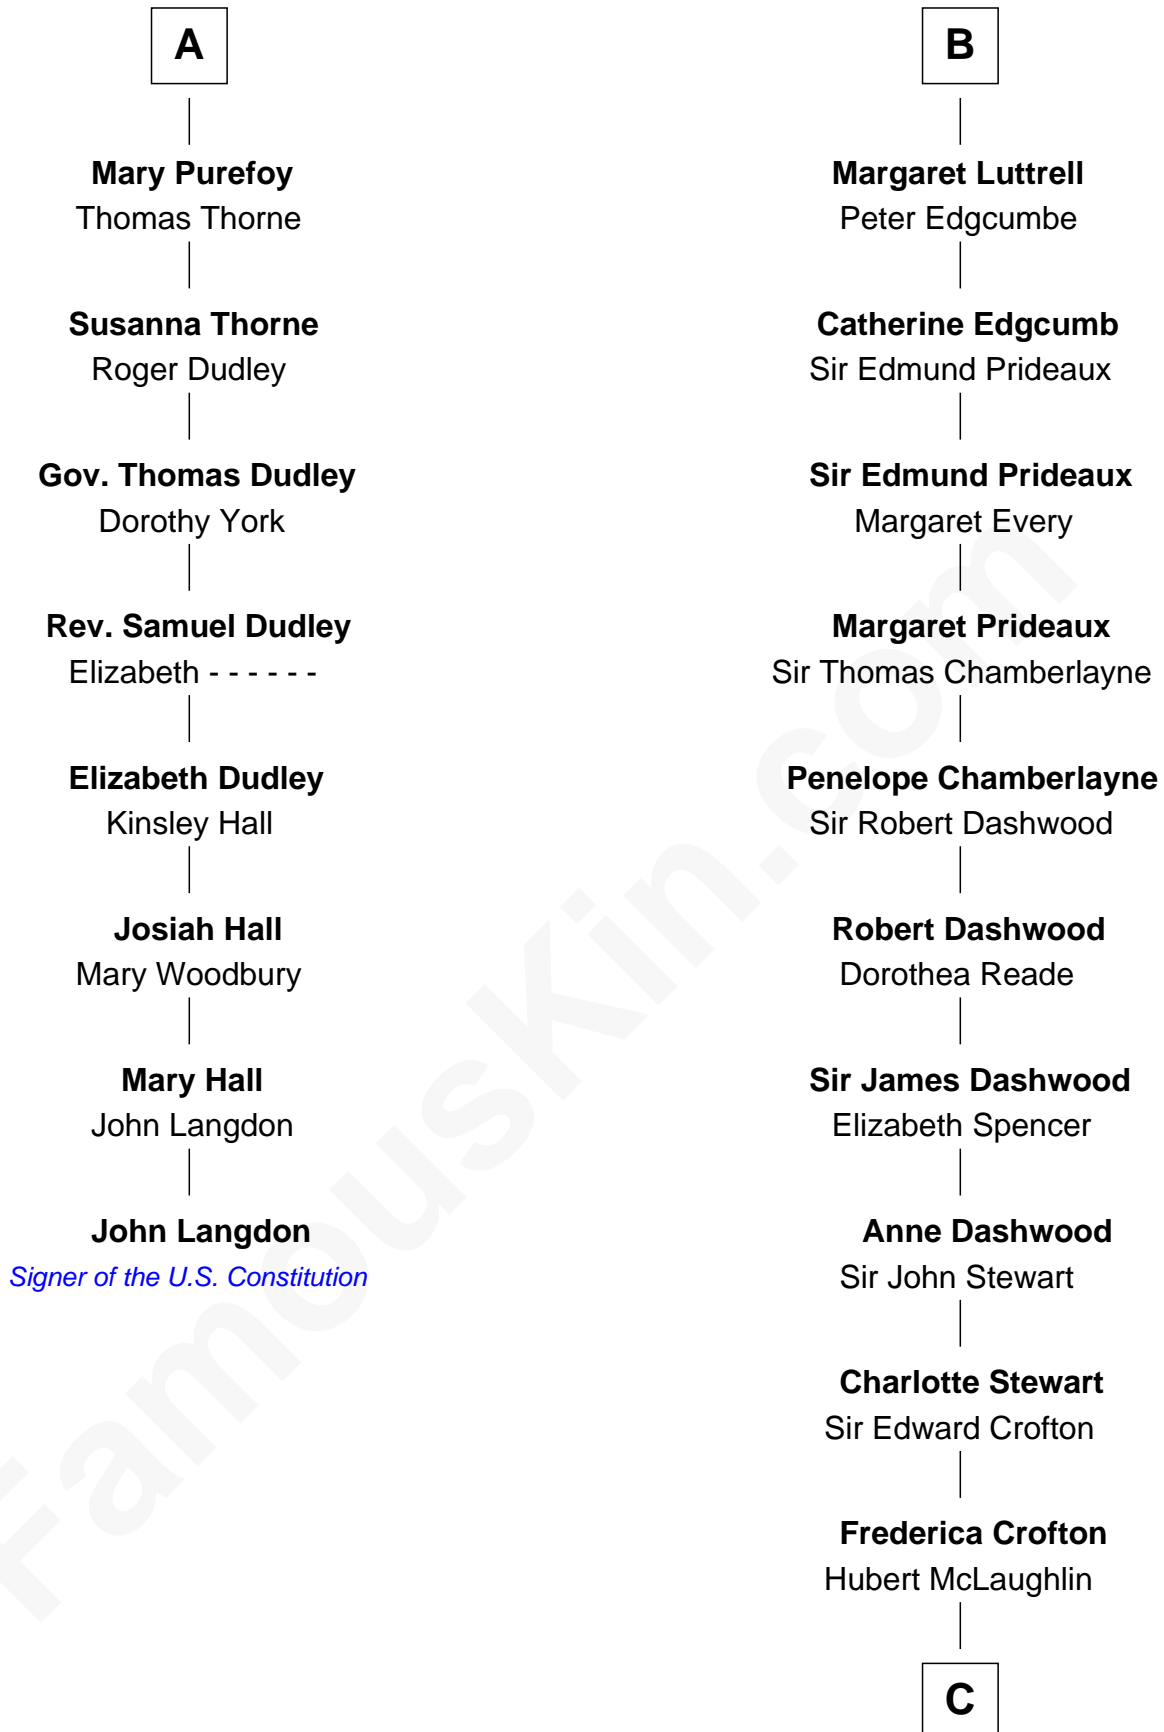 A
Mary Purefoy
Thomas Thorne
Susanna Thorne
Roger Dudley
Gov. Thomas Dudley
Dorothy York
Rev. Samuel Dudley
Elizabeth - - - - - -
Elizabeth Dudley
Kinsley Hall
Josiah Hall
Mary Woodbury
Mary Hall
John Langdon
John Langdon
Signer of the U.S. Constitution
B
Margaret Luttrell
Peter Edgcumbe
Catherine Edgcumb
Sir Edmund Prideaux
Sir Edmund Prideaux
Margaret Every
Margaret Prideaux
Sir Thomas Chamberlayne
Penelope Chamberlayne
Sir Robert Dashwood
Robert Dashwood
Dorothea Reade
Sir James Dashwood
Elizabeth Spencer
Anne Dashwood
Sir John Stewart
Charlotte Stewart
Sir Edward Crofton
Frederica Crofton
Hubert McLaughlin
C
FamousKin.com